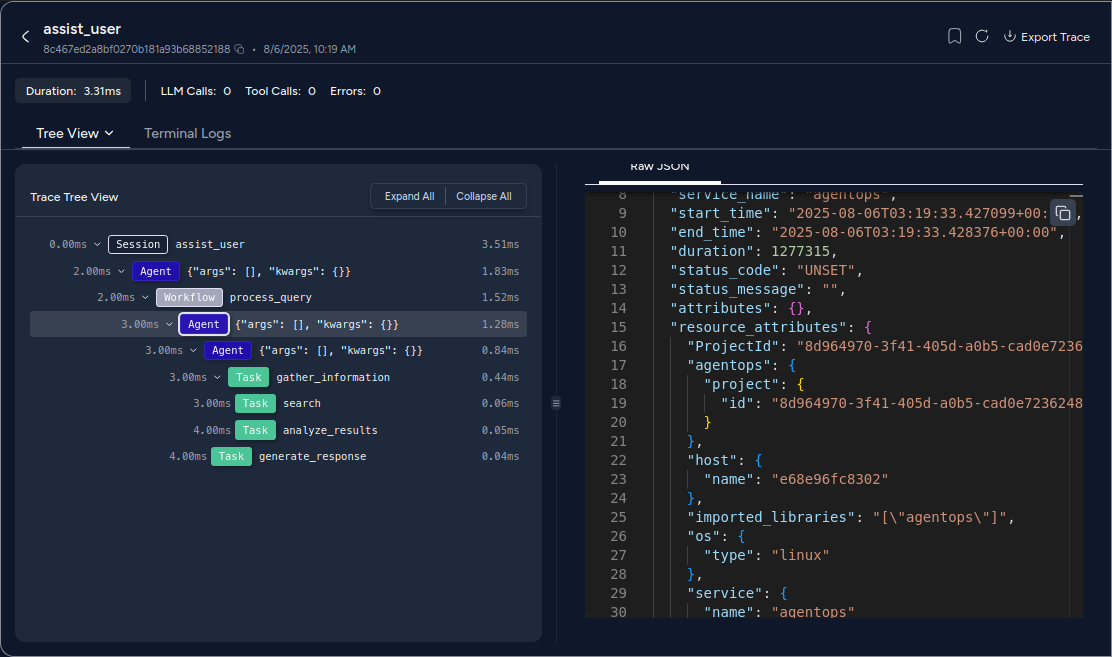 assist_user
8c467ed2a8bf0270b181a93b68852188 • 8/6/2025, 10:19 AM
Export Trace
Duration: 3.31ms LLM Calls: 0 Tool Calls: 0 Errors: 0
Tree View Terminal Logs
Trace Tree View Expand All Collapse All
0.00ms Session assist_user 3.51ms
2.00ms Agent {"args": [], "kwargs": {}} 1.83ms
2.00ms Workflow process_query 1.52ms
3.00ms Agent {"args": [], "kwargs": {}} 1.28ms
3.00ms Agent {"args": [], "kwargs": {}} 0.84ms
3.00ms Task gather_information 0.44ms
3.00ms Task search 0.06ms
4.00ms Task analyze_results 0.05ms
4.00ms Task generate_response 0.04ms
Raw JSON
8 "service_name": "agentops",
9 "start_time": "2025-08-06T03:19:33.427099+00:
10 "end_time": "2025-08-06T03:19:33.428376+00:00",
11 "duration": 1277315,
12 "status_code": "UNSET",
13 "status_message": "",
14 "attributes": {},
15 "resource_attributes": {
16 "ProjectId": "8d964970-3f41-405d-a0b5-cad0e7236
17 "agentops": {
18 "project": {
19 "id": "8d964970-3f41-405d-a0b5-cad0e7236248
20 }
21 },
22 "host": {
23 "name": "e68e96fc8302"
24 },
25 "imported_libraries": "[\"agentops\"]",
26 "os": {
27 "type": "linux"
28 },
29 "service": {
30 "name": "agentops"